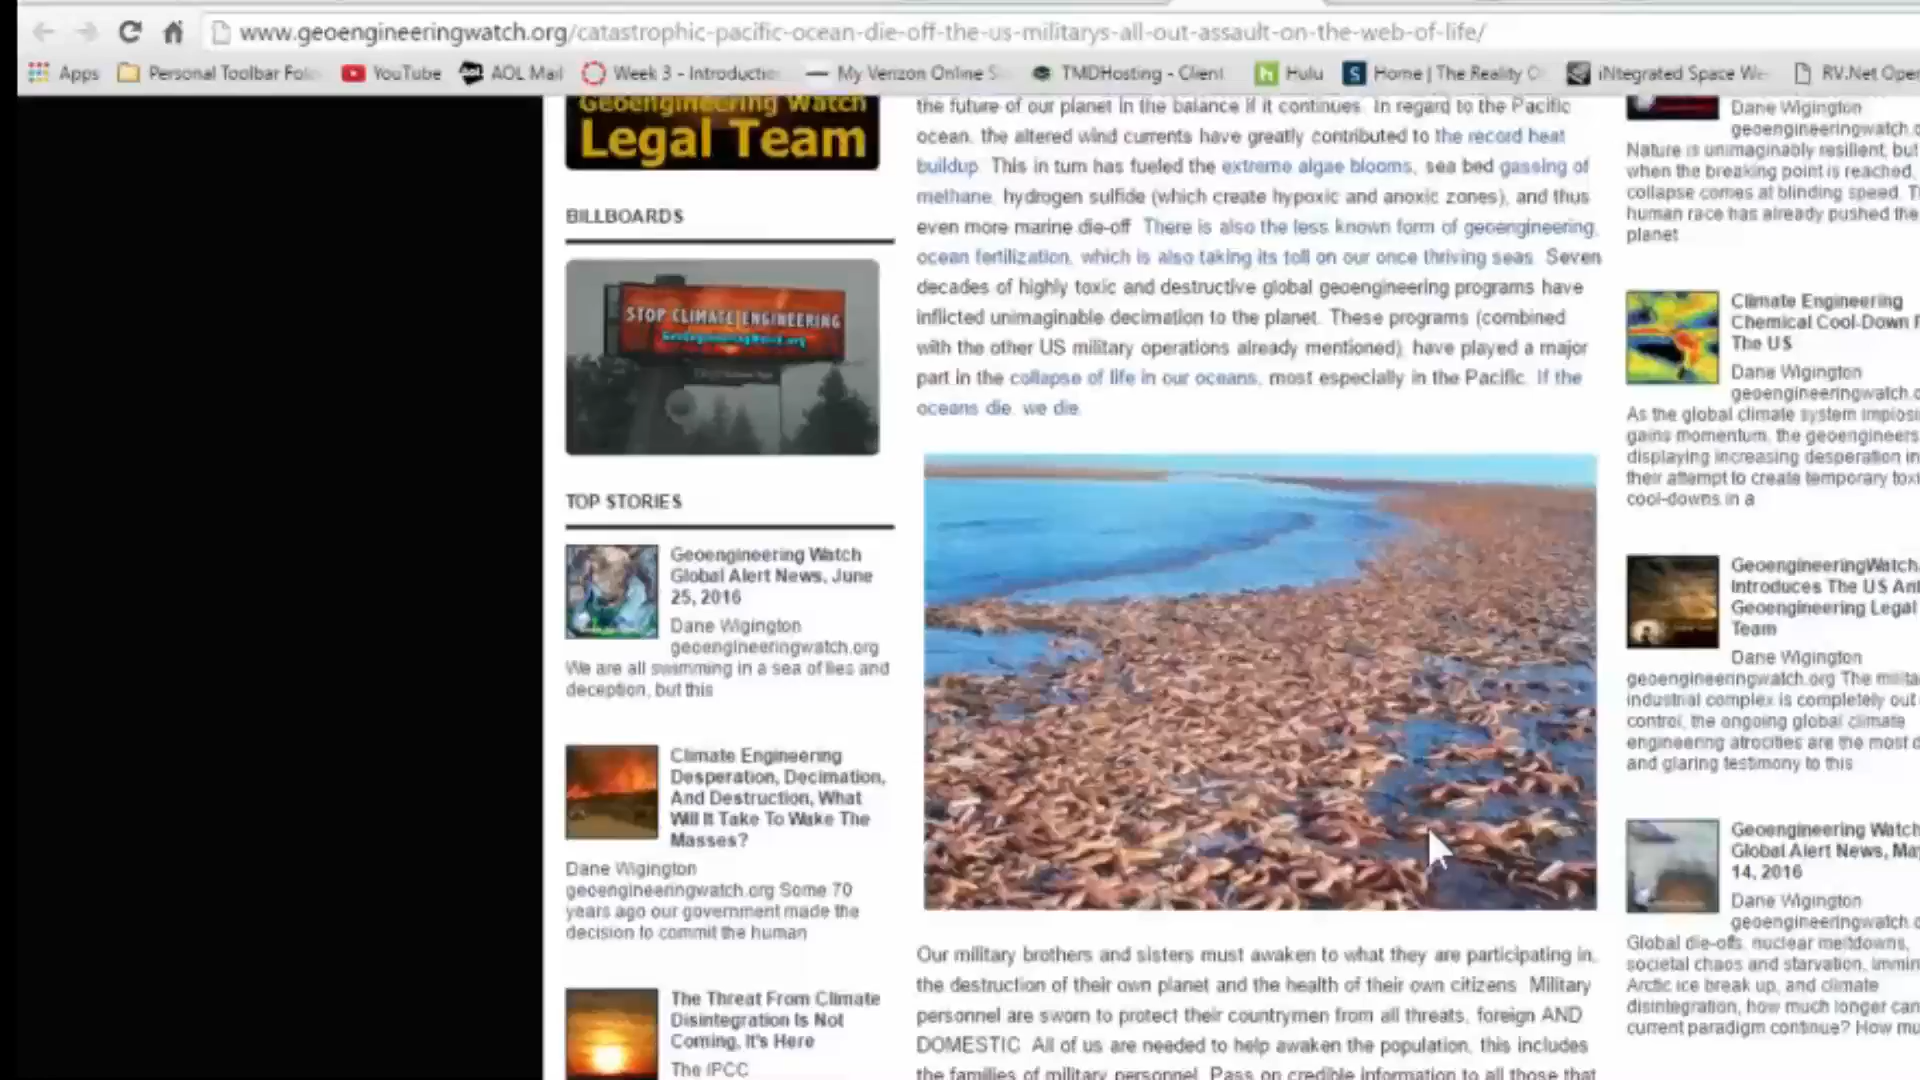 www.geoengineeringwatch.org/catastrophic-pacific-ocean-die-off-the-us-militarys-all-out-assault-on-the-web-of-life/
Apps Personal Toolbar Fol YouTube AOL Mail Week 3 - Introductio My Verizon Online S TMDHosting - Client Hulu Home | The Reality iNtegrated Space We RV.Net Open
Geoengineering Watch
Legal Team
BILLBOARDS
STOP CLIMATE ENGINEERING
GeoengineeringWatch.org
TOP STORIES
Geoengineering Watch
Global Alert News, June
25, 2016
Dane Wigington
geoengineeringwatch.org
We are all swimming in a sea of lies and
deception, but this
Climate Engineering
Desperation, Decimation,
And Destruction, What
Will It Take To Wake The
Masses?
Dane Wigington
geoengineeringwatch.org Some 70
years ago our government made the
decision to commit the human
The Threat From Climate
Disintegration Is Not
Coming, It's Here
The IPCC
the future of our planet in the balance if it continues. In regard to the Pacific
ocean, the altered wind currents have greatly contributed to the record heat
buildup. This in turn has fueled the extreme algae blooms, sea bed gassing of
methane, hydrogen sulfide (which create hypoxic and anoxic zones), and thus
even more marine die-off. There is also the less known form of geoengineering,
ocean fertilization, which is also taking its toll on our once thriving seas. Seven
decades of highly toxic and destructive global geoengineering programs have
inflicted unimaginable decimation to the planet. These programs (combined
with the other US military operations already mentioned), have played a major
part in the collapse of life in our oceans, most especially in the Pacific. If the
oceans die, we die.
Our military brothers and sisters must awaken to what they are participating in,
the destruction of their own planet and the health of their own citizens. Military
personnel are sworn to protect their countrymen from all threats, foreign AND
DOMESTIC. All of us are needed to help awaken the population, this includes
the families of military personnel. Pass on credible information to all those that
Dane Wigington
geoengineeringwatch.o
Nature is unimaginably resilient, but
when the breaking point is reached,
collapse comes at blinding speed. T
human race has already pushed the
planet
Climate Engineering
Chemical Cool-Down F
The US
Dane Wigington
geoengineeringwatch.o
As the global climate system implosi
gains momentum, the geoengineers
displaying increasing desperation in
their attempt to create temporary toxi
cool-downs in a
GeoengineeringWatch.
Introduces The US Ant
Geoengineering Legal
Team
Dane Wigington
geoengineeringwatch.org The milita
industrial complex is completely out
control, the ongoing global climate
engineering atrocities are the most d
and glaring testimony to this
Geoengineering Watch
Global Alert News, May
14, 2016
Dane Wigington
geoengineeringwatch.o
Global die-offs, nuclear meltdowns,
societal chaos and starvation, immin
Arctic ice break up, and climate
disintegration, how much longer can
current paradigm continue? How mu